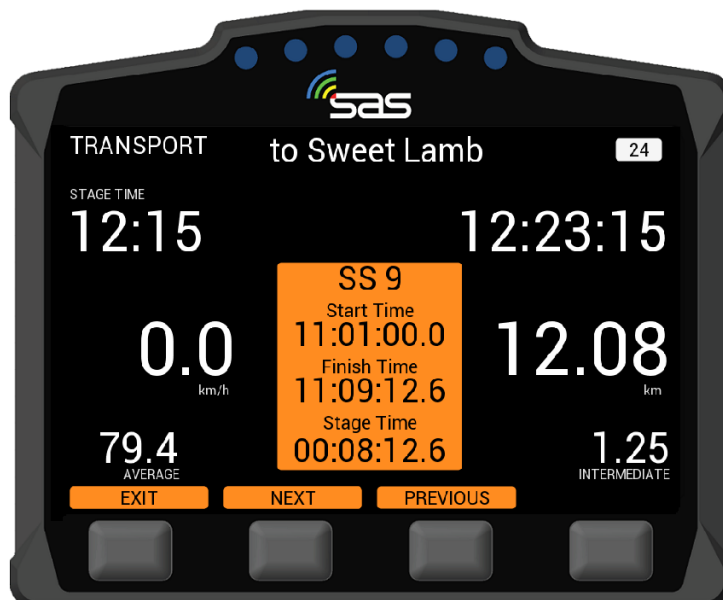 sas
TRANSPORT to Sweet Lamb 24
STAGE TIME
12:15 12:23:15
SS 9
Start Time
11:01:00.0
0.0 km/h
12.08 km
Finish Time
11:09:12.6
Stage Time
00:08:12.6
79.4
AVERAGE
1.25
INTERMEDIATE
EXIT NEXT PREVIOUS